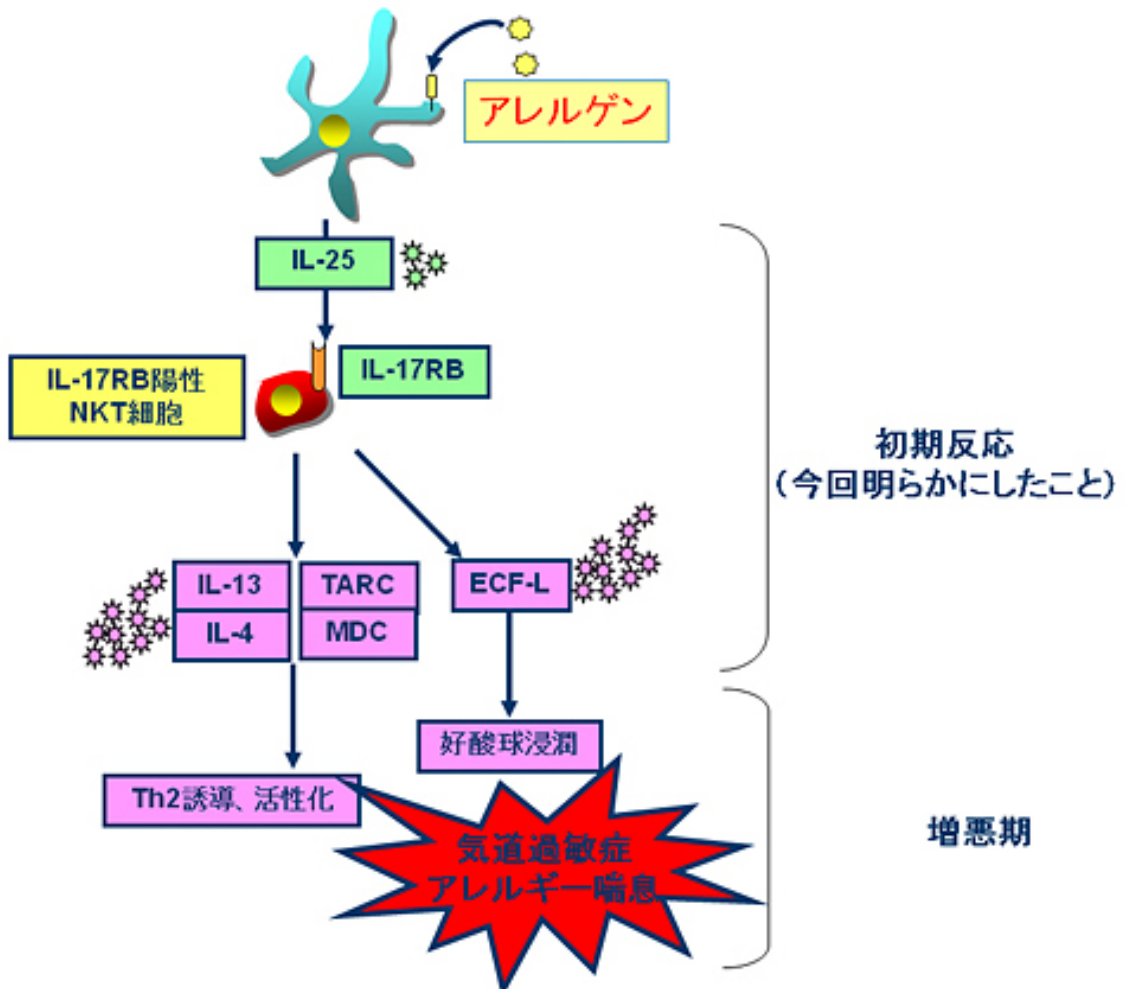 アレルゲン
IL-25
IL-17RB陽性
NKT細胞
IL-17RB
初期反応
（今回明らかにしたこと）
IL-13
TARC
ECF-L
IL-4
MDC
好酸球浸潤
Th2誘導、活性化
増悪期
気道過敏症
アレルギー喘息